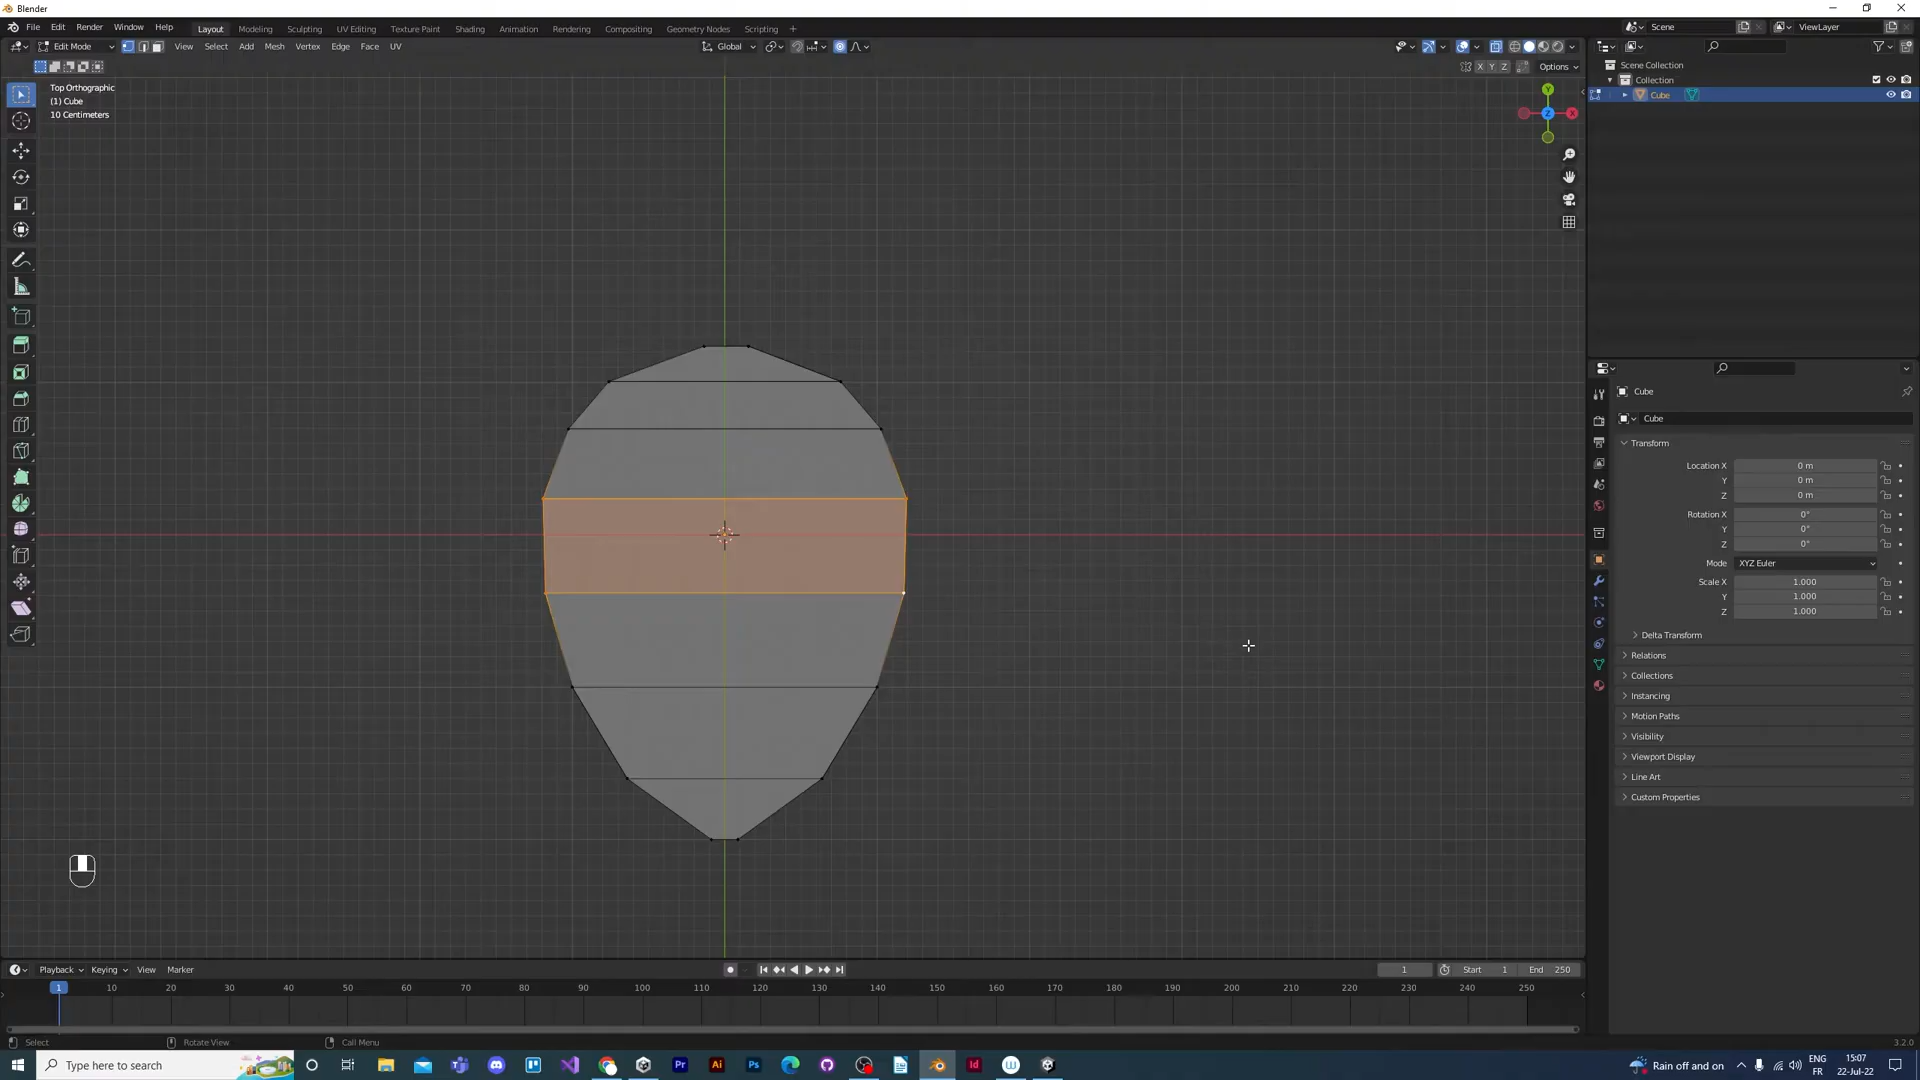 Blender
File Edit Render Window Help Layout Modeling Sculpting UV Editing Texture Paint Shading Animation Rendering Compositing Geometry Nodes Scripting + Scene ViewLayer
Edit Mode View Select Add Mesh Vertex Edge Face UV Global
X Y Z Options
Top Orthographic
(1) Cube
10 Centimeters
Y
Z X
Scene Collection
Collection
Cube
Cube
Cube
Transform
Location X 0 m
Y 0 m
Z 0 m
Rotation X 0°
Y 0°
Z 0°
Mode XYZ Euler
Scale X 1.000
Y 1.000
Z 1.000
Delta Transform
Relations
Collections
Instancing
Motion Paths
Visibility
Viewport Display
Line Art
Custom Properties
Playback Keying View Marker 1 Start 1 End 250
1 10 20 30 40 50 60 70 80 90 100 110 120 130 140 150 160 170 180 190 200 210 220 230 240 250
Select Rotate View Call Menu 3.2.0
Type here to search Pr Ai Ps Id Rain off and on ENG 15:07
FR 22-Jul-22